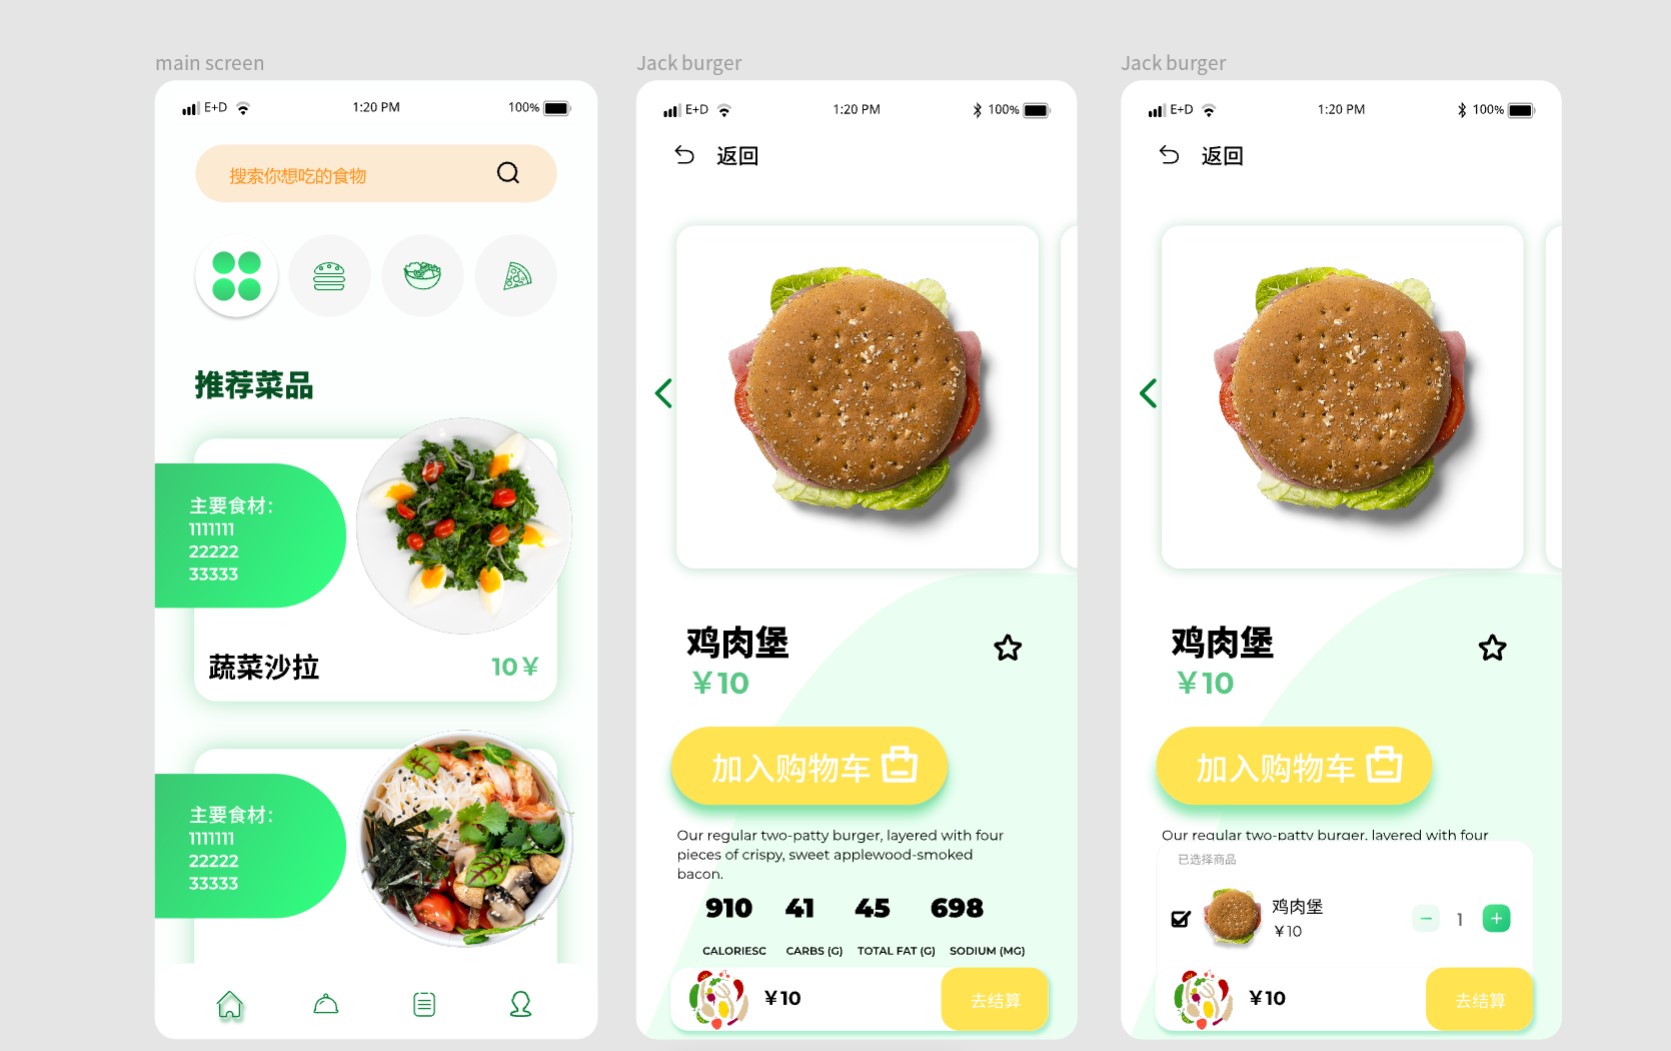 main screen
E+D
1:20 PM
100%
搜索你想吃的食物
推荐菜品
主要食材:
1111111
22222
33333
蔬菜沙拉
10￥
主要食材:
1111111
22222
33333
Jack burger
E+D
1:20 PM
100%
返回
鸡肉堡
￥10
加入购物车
Our regular two-patty burger, layered with four
pieces of crispy, sweet applewood-smoked
bacon.
910 41 45 698
CALORIESC CARBS (G) TOTAL FAT (G) SODIUM (MG)
￥10
去结算
Jack burger
E+D
1:20 PM
100%
返回
鸡肉堡
￥10
加入购物车
Our regular two-patty burger, layered with four
已选择商品
鸡肉堡
￥10
1
￥10
去结算